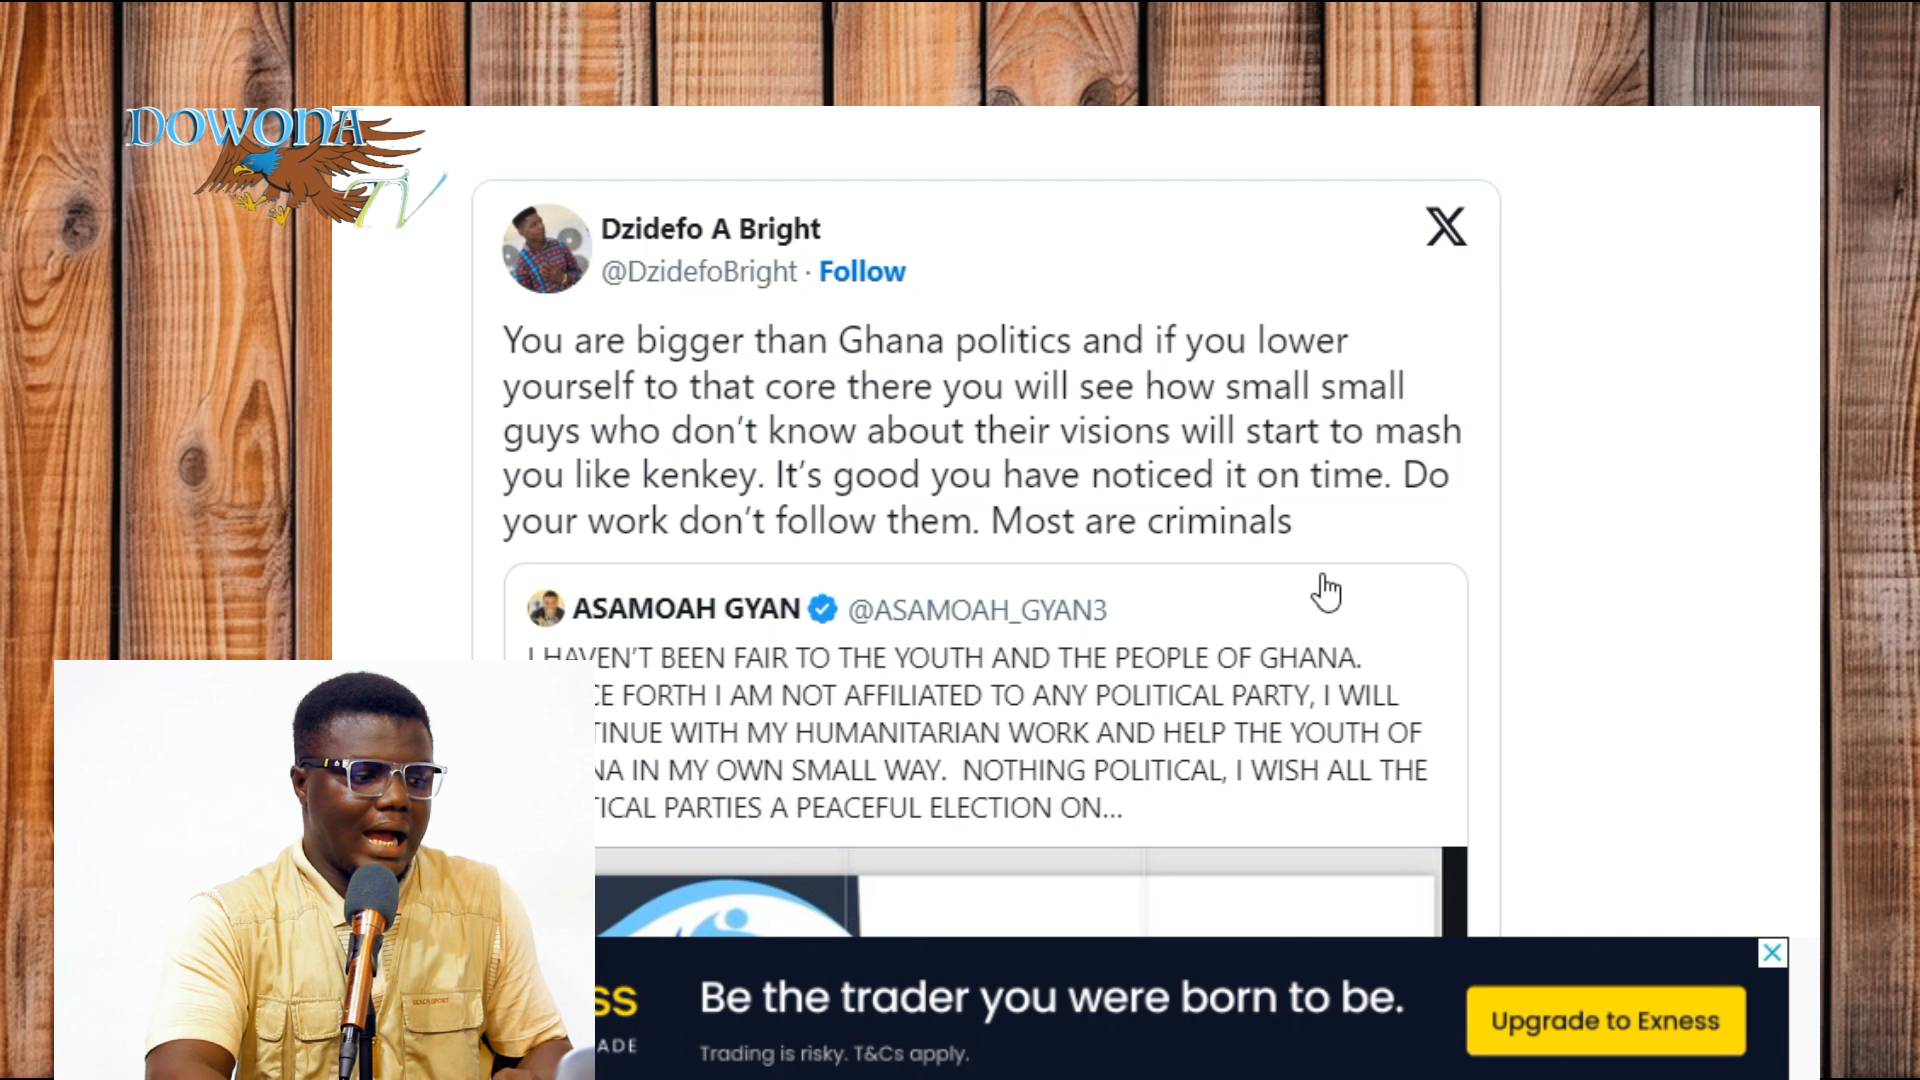 DOWONA
TV
Dzidefo A Bright
@DzidefoBright · Follow
You are bigger than Ghana politics and if you lower
yourself to that core there you will see how small small
guys who don't know about their visions will start to mash
you like kenkey. It's good you have noticed it on time. Do
your work don't follow them. Most are criminals
ASAMOAH GYAN @ASAMOAH_GYAN3
I HAVEN'T BEEN FAIR TO THE YOUTH AND THE PEOPLE OF GHANA.
CE FORTH I AM NOT AFFILIATED TO ANY POLITICAL PARTY, I WILL
TINUE WITH MY HUMANITARIAN WORK AND HELP THE YOUTH OF
NA IN MY OWN SMALL WAY. NOTHING POLITICAL, I WISH ALL THE
TICAL PARTIES A PEACEFUL ELECTION ON...
ss
ADE
Be the trader you were born to be.
Trading is risky. T&Cs apply.
Upgrade to Exness